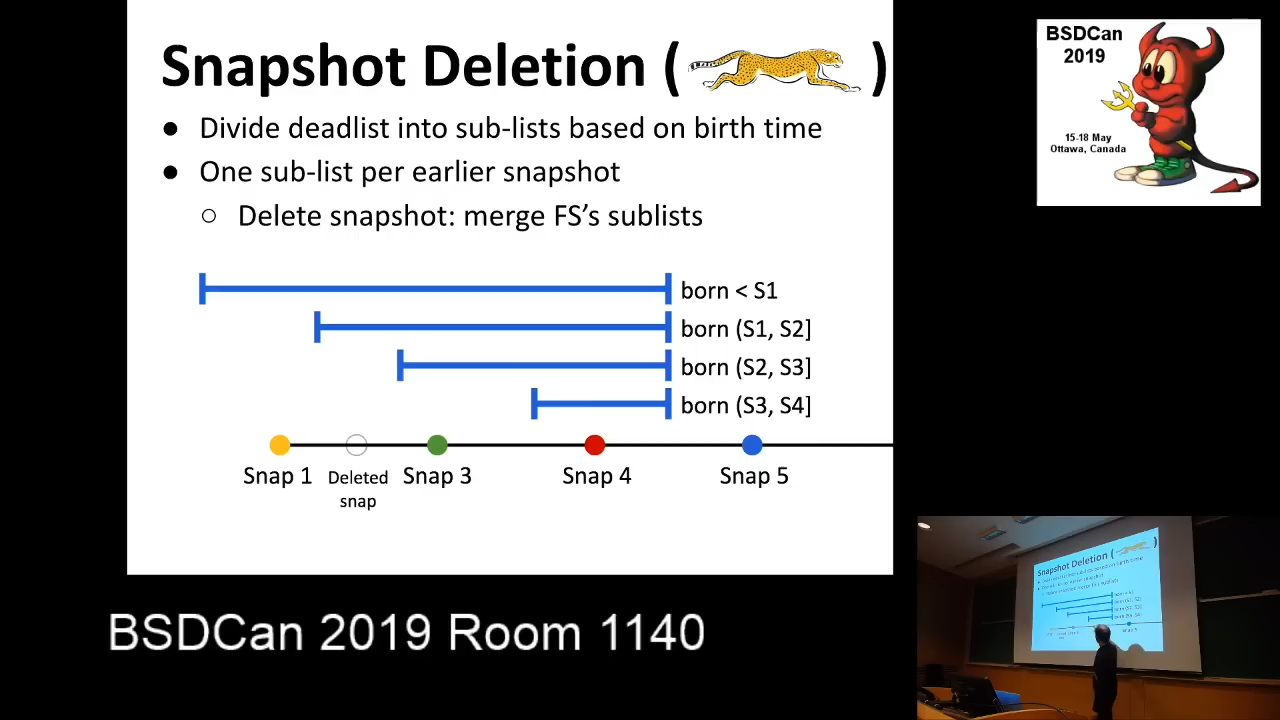 Snapshot Deletion ( )
● Divide deadlist into sub-lists based on birth time
● One sub-list per earlier snapshot
○ Delete snapshot: merge FS’s sublists
born < S1
born (S1, S2]
born (S2, S3]
born (S3, S4]
Snap 1
Deleted
snap
Snap 3
Snap 4
Snap 5
BSDCan
2019
15-18 May
Ottawa, Canada
BSDCan 2019 Room 1140
Snapshot Deletion ( )